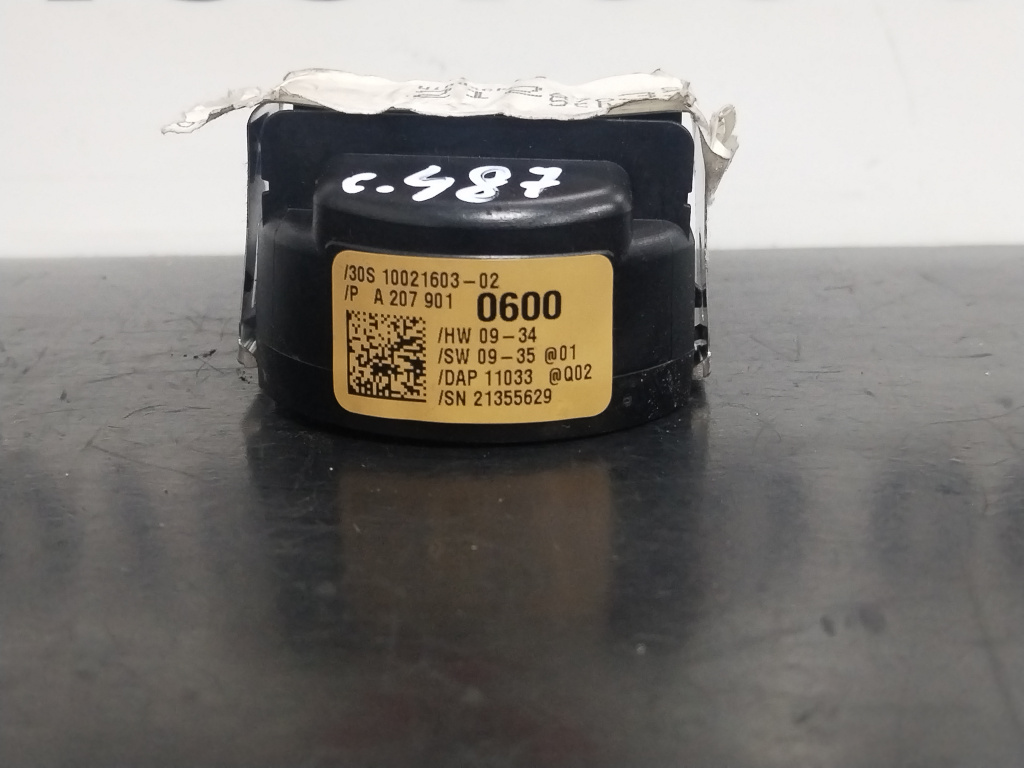 c.487
/30S 10021603-02
/P A 207 901 0600
/HW 09-34
/SW 09-35 @01
/DAP 11033 @Q02
/SN 21355629